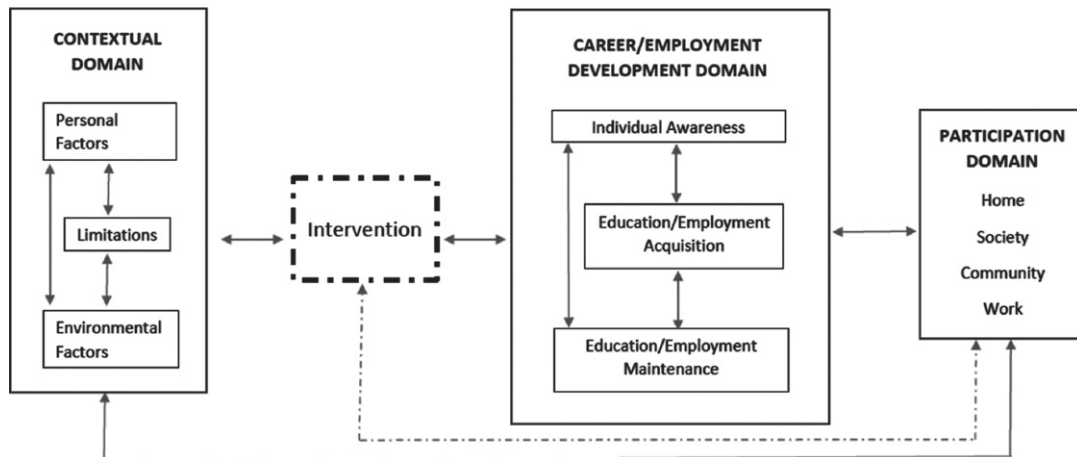 CONTEXTUAL
DOMAIN
Personal
Factors
Limitations
Environmental
Factors
Intervention
CAREER/EMPLOYMENT
DEVELOPMENT DOMAIN
Individual Awareness
Education/Employment
Acquisition
Education/Employment
Maintenance
PARTICIPATION
DOMAIN
Home
Society
Community
Work